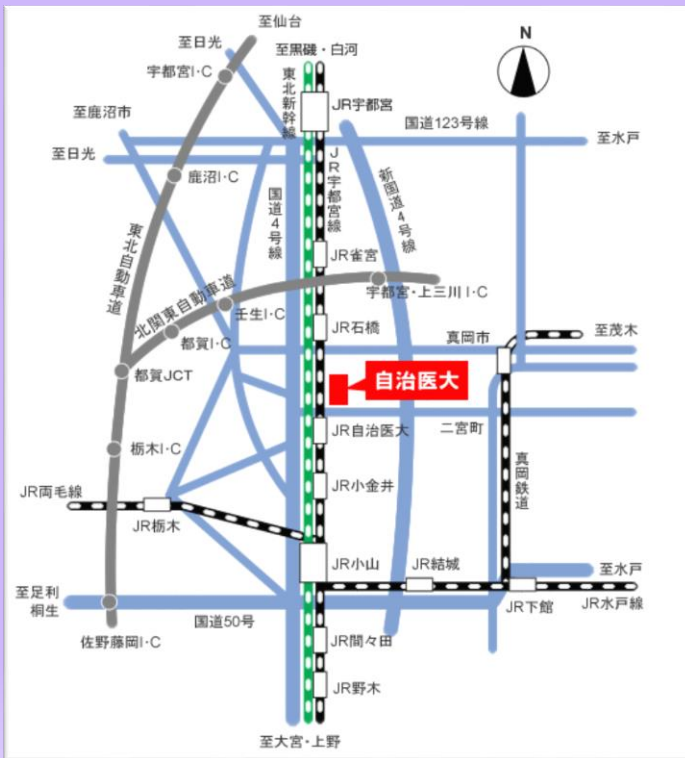 至仙台
至日光
至黒磯・白河
N
宇都宮I・C
東北新幹線
JR宇都宮
至鹿沼市
国道123号線
至水戸
至日光
鹿沼I・C
国道4号線
JR宇都宮線
新国道4号線
JR雀宮
東北自動車道
北関東自動車道
宇都宮・上三川I・C
壬生I・C
JR石橋
都賀I・C
真岡市
至茂木
都賀JCT
自治医大
JR自治医大
二宮町
栃木I・C
真岡鉄道
JR小金井
JR両毛線
JR栃木
JR小山
JR結城
至水戸
至足利
桐生
JR下館
JR水戸線
国道50号
佐野藤岡I・C
JR間々田
JR野木
至大宮・上野